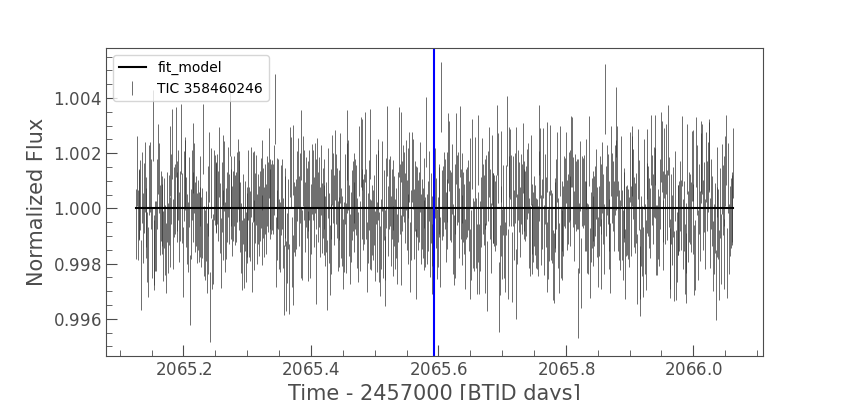 fit_model
TIC 358460246
1.004
1.002
1.000
0.998
0.996
Normalized Flux
2065.2 2065.4 2065.6 2065.8 2066.0
Time - 2457000 [BTJD days]